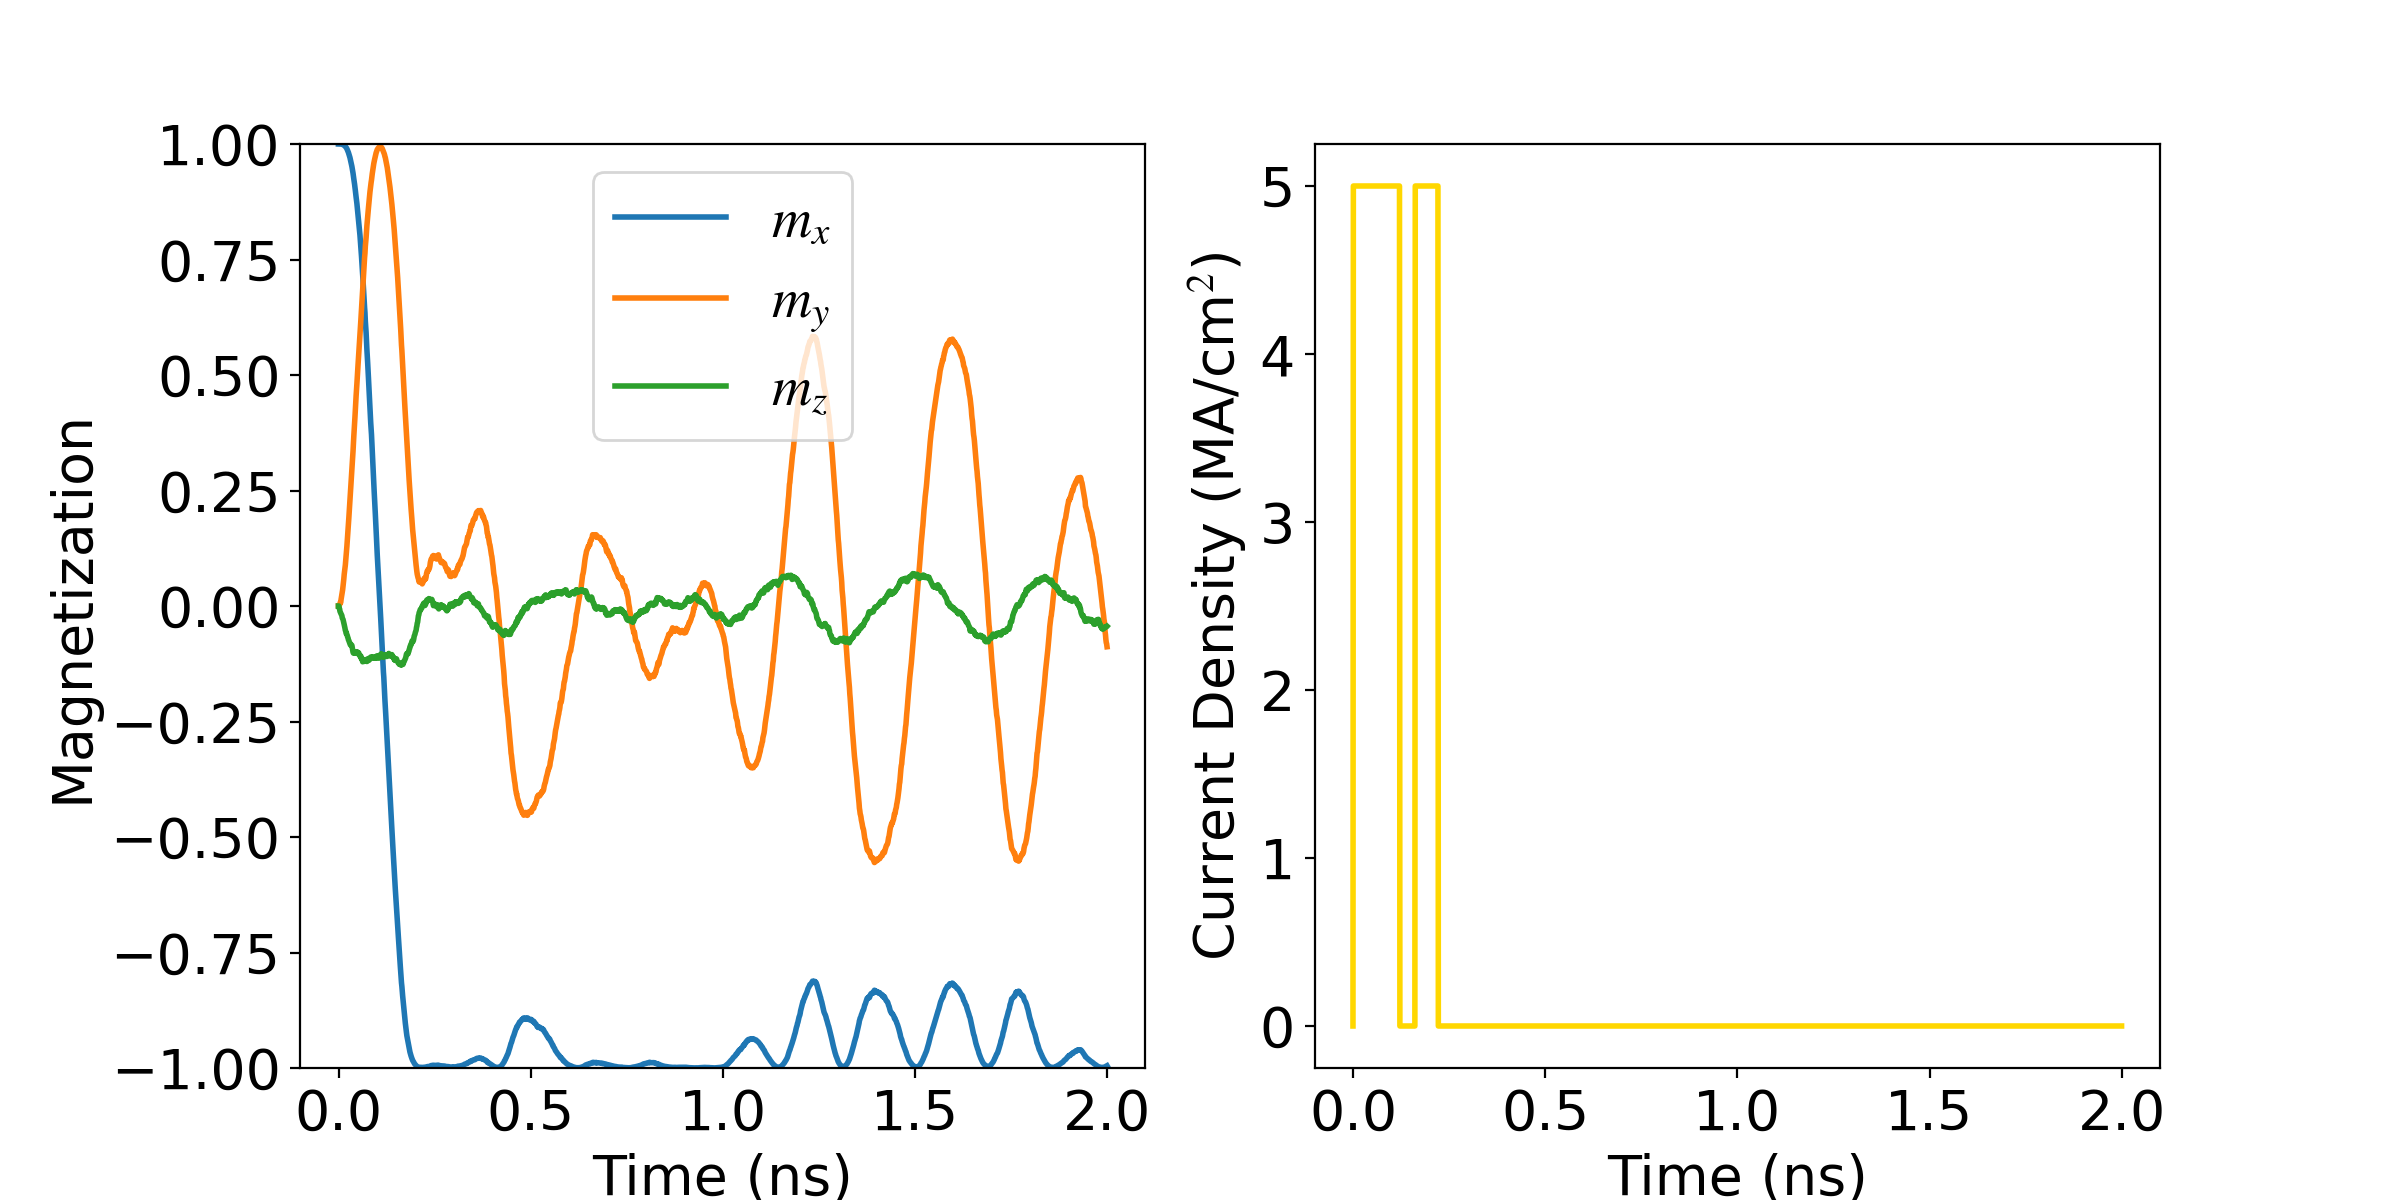 1.00
0.75
0.50
0.25
0.00
−0.25
−0.50
−0.75
−1.00
Magnetization
0.0 0.5 1.0 1.5 2.0
Time (ns)
m_x
m_y
m_z
5
4
3
2
1
0
Current Density (MA/cm²)
0.0 0.5 1.0 1.5 2.0
Time (ns)